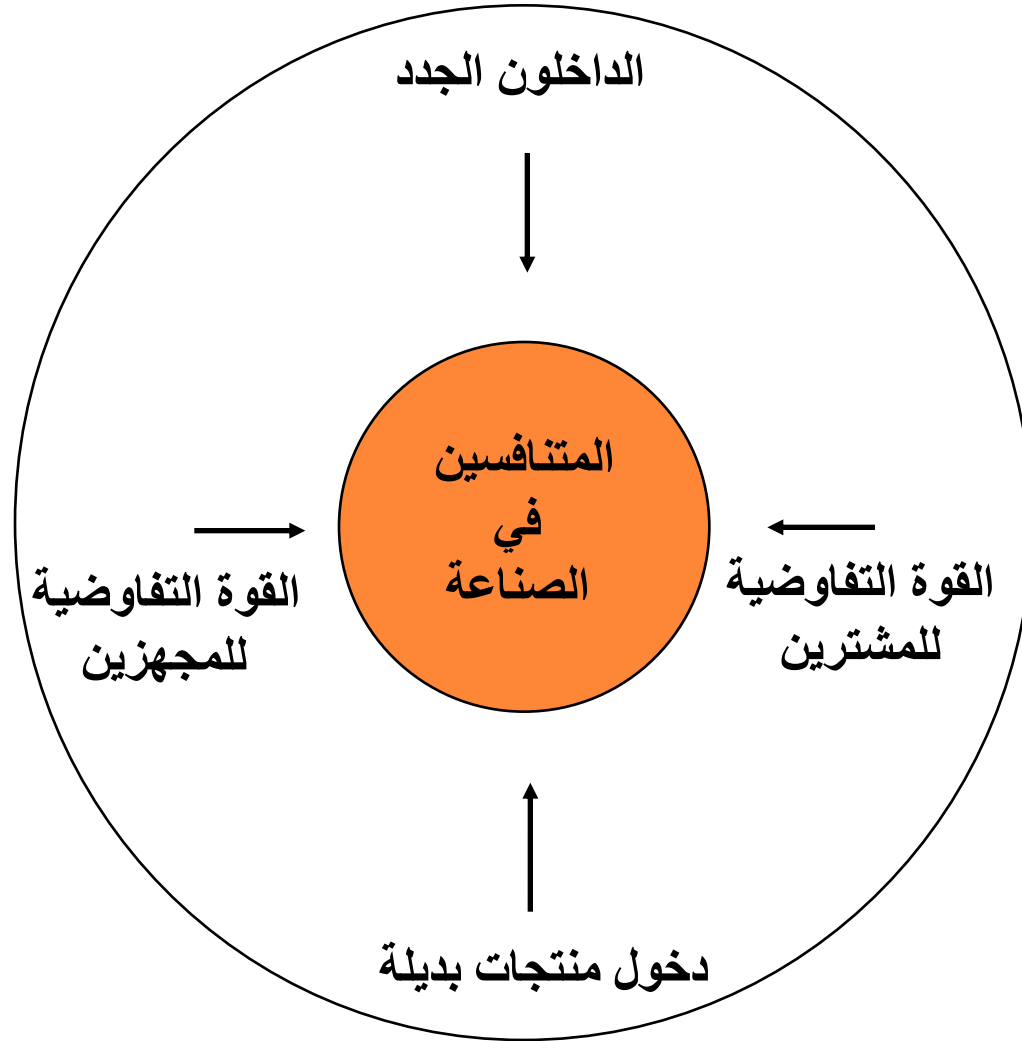 الداخلون الجدد
المتنافسين
في
الصناعة
القوة التفاوضية
للمشترين
القوة التفاوضية
للمجهزين
دخول منتجات بديلة